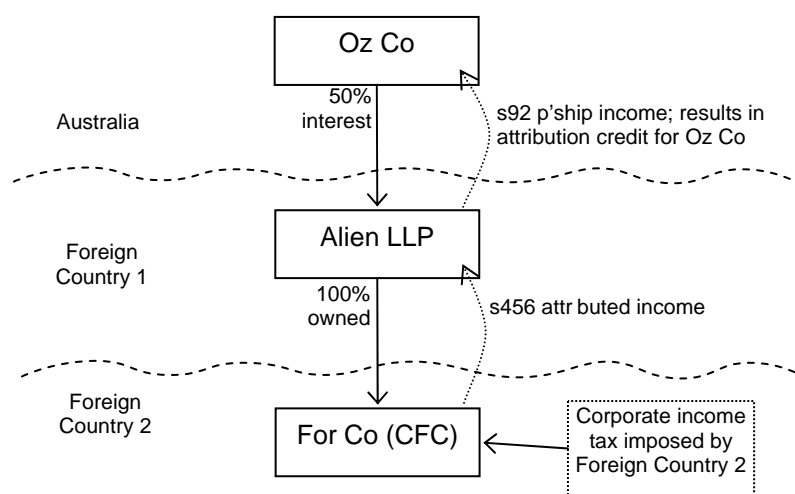 Oz Co
50%
interest
Australia
s92 p'ship income; results in
attribution credit for Oz Co
Alien LLP
Foreign
Country 1
100%
owned
s456 attr buted income
Foreign
Country 2
For Co (CFC)
Corporate income
tax imposed by
Foreign Country 2